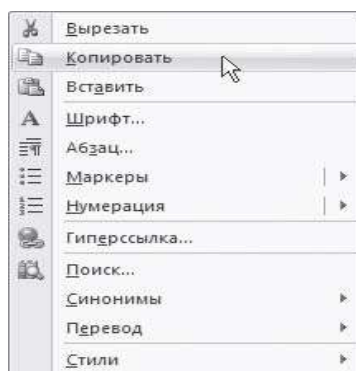 Вырезать
Копировать
Вставить
Шрифт...
Абзац...
Маркеры
Нумерация
Гиперссылка...
Поиск...
Синонимы
Перевод
Стили